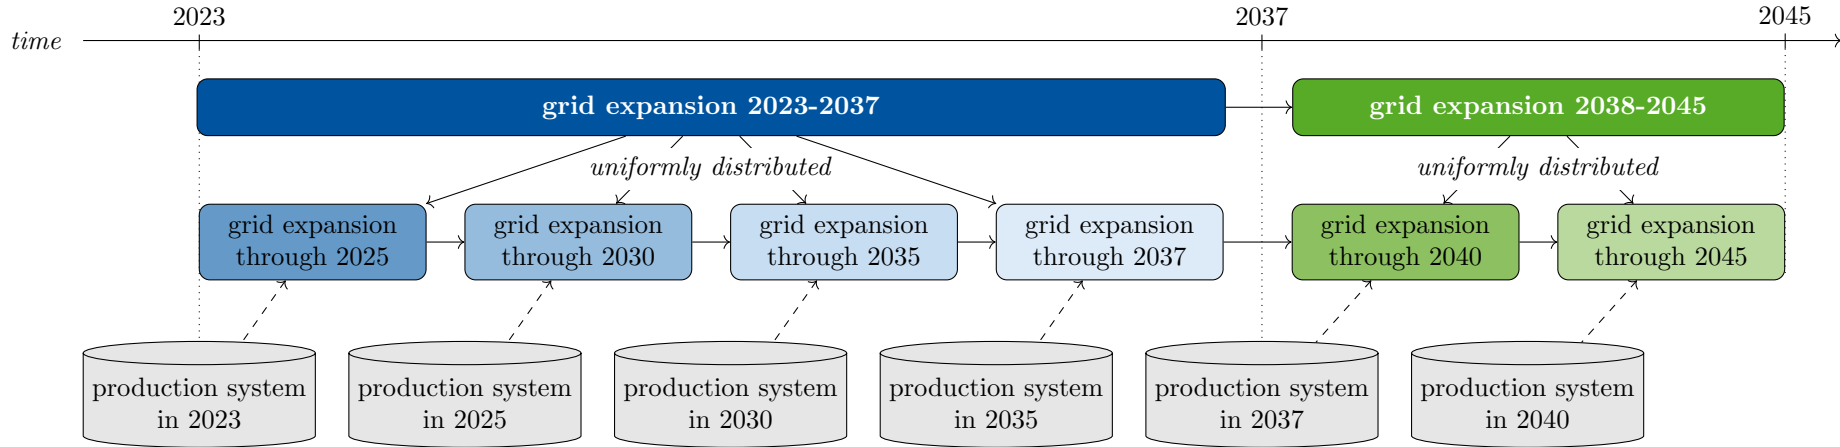 2023
2037
2045
time
grid expansion 2023-2037
grid expansion 2038-2045
uniformly distributed
uniformly distributed
grid expansion
through 2025
grid expansion
through 2030
grid expansion
through 2035
grid expansion
through 2037
grid expansion
through 2040
grid expansion
through 2045
production system
in 2023
production system
in 2025
production system
in 2030
production system
in 2035
production system
in 2037
production system
in 2040